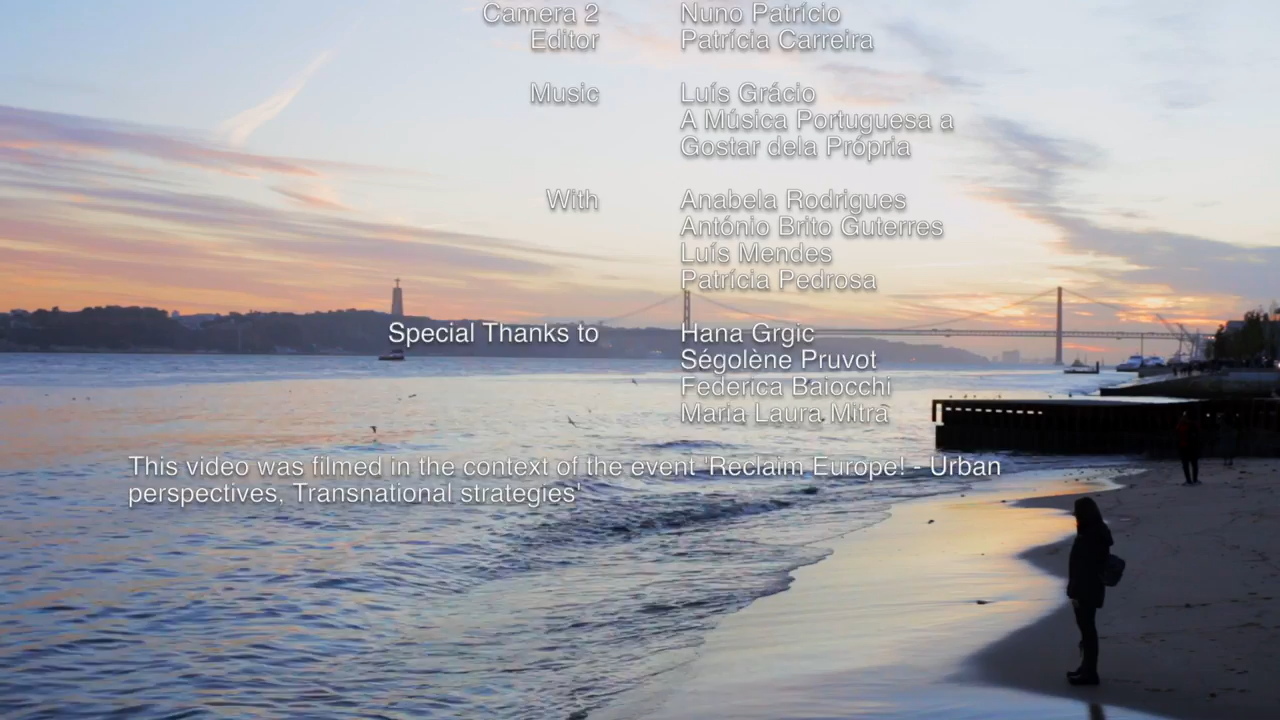 Camera 2 Nuno Patrício
Editor Patrícia Carreira
Music Luís Grácio
A Música Portuguesa a
Gostar dela Própria
With Anabela Rodrigues
António Brito Guterres
Luís Mendes
Patrícia Pedrosa
Special Thanks to Hana Grgic
Ségolène Pruvot
Federica Baiocchi
Maria Laura Mitra
This video was filmed in the context of the event 'Reclaim Europe! - Urban
perspectives, Transnational strategies'